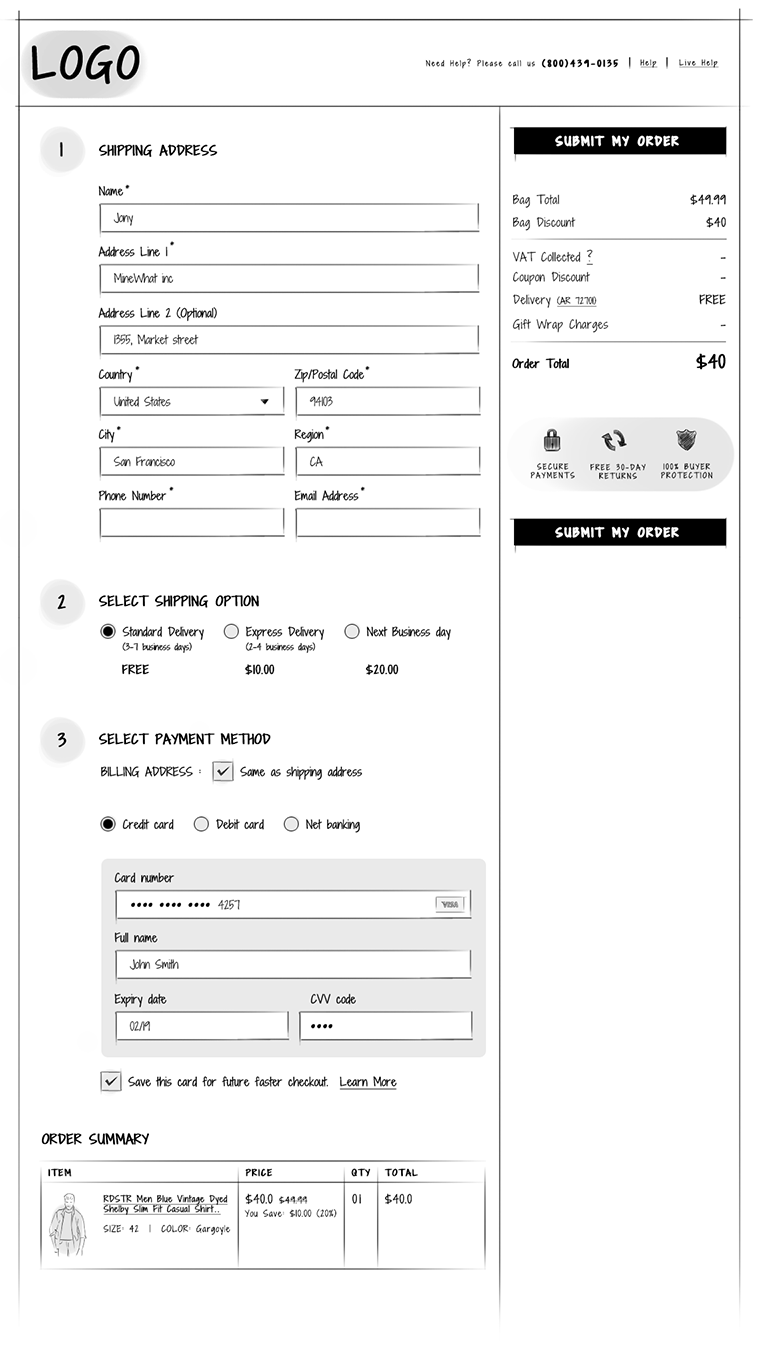 LOGO
Need Help? Please call us (800)439-0135 | Help | Live Help
1 SHIPPING ADDRESS
Name*
Jony
Address Line 1*
MineWhat inc
Address Line 2 (Optional)
1355, Market street
Country* Zip/Postal Code*
United States 94103
City* Region*
San Francisco CA
Phone Number* Email Address*
2 SELECT SHIPPING OPTION
Standard Delivery Express Delivery Next Business day
(3-7 business days) (2-4 business days)
FREE $10.00 $20.00
3 SELECT PAYMENT METHOD
BILLING ADDRESS : Same as shipping address
Credit card Debit card Net banking
Card number
•••• •••• •••• 4257 VISA
Full name
John Smith
Expiry date CVV code
02/19 ••••
Save this card for future faster checkout. Learn More
ORDER SUMMARY
ITEM PRICE QTY TOTAL
RDSTR Men Blue Vintage Dyed $40.0 $49.99 01 $40.0
Shelby Slim Fit Casual Shirt.. You Save: $10.00 (20%)
SIZE: 42 | COLOR: Gargoyle
SUBMIT MY ORDER
Bag Total $49.99
Bag Discount $40
VAT Collected ? -
Coupon Discount -
Delivery (AR 72701) FREE
Gift Wrap Charges -
Order Total $40
SECURE FREE 30-DAY 100% BUYER
PAYMENTS RETURNS PROTECTION
SUBMIT MY ORDER